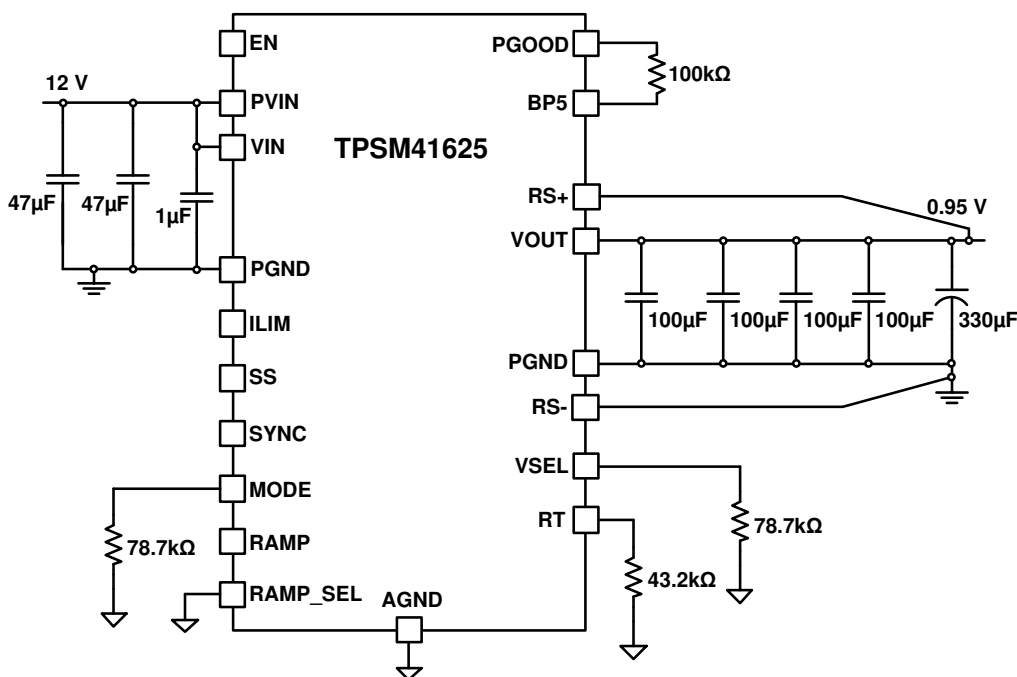 EN
PGOOD
100kΩ
12 V
PVIN
BP5
VIN
TPSM41625
47µF
47µF
1µF
RS+
0.95 V
VOUT
PGND
100µF
100µF
100µF
100µF
330µF
ILIM
PGND
SS
RS-
SYNC
VSEL
MODE
RT
78.7kΩ
78.7kΩ
RAMP
43.2kΩ
RAMP_SEL
AGND